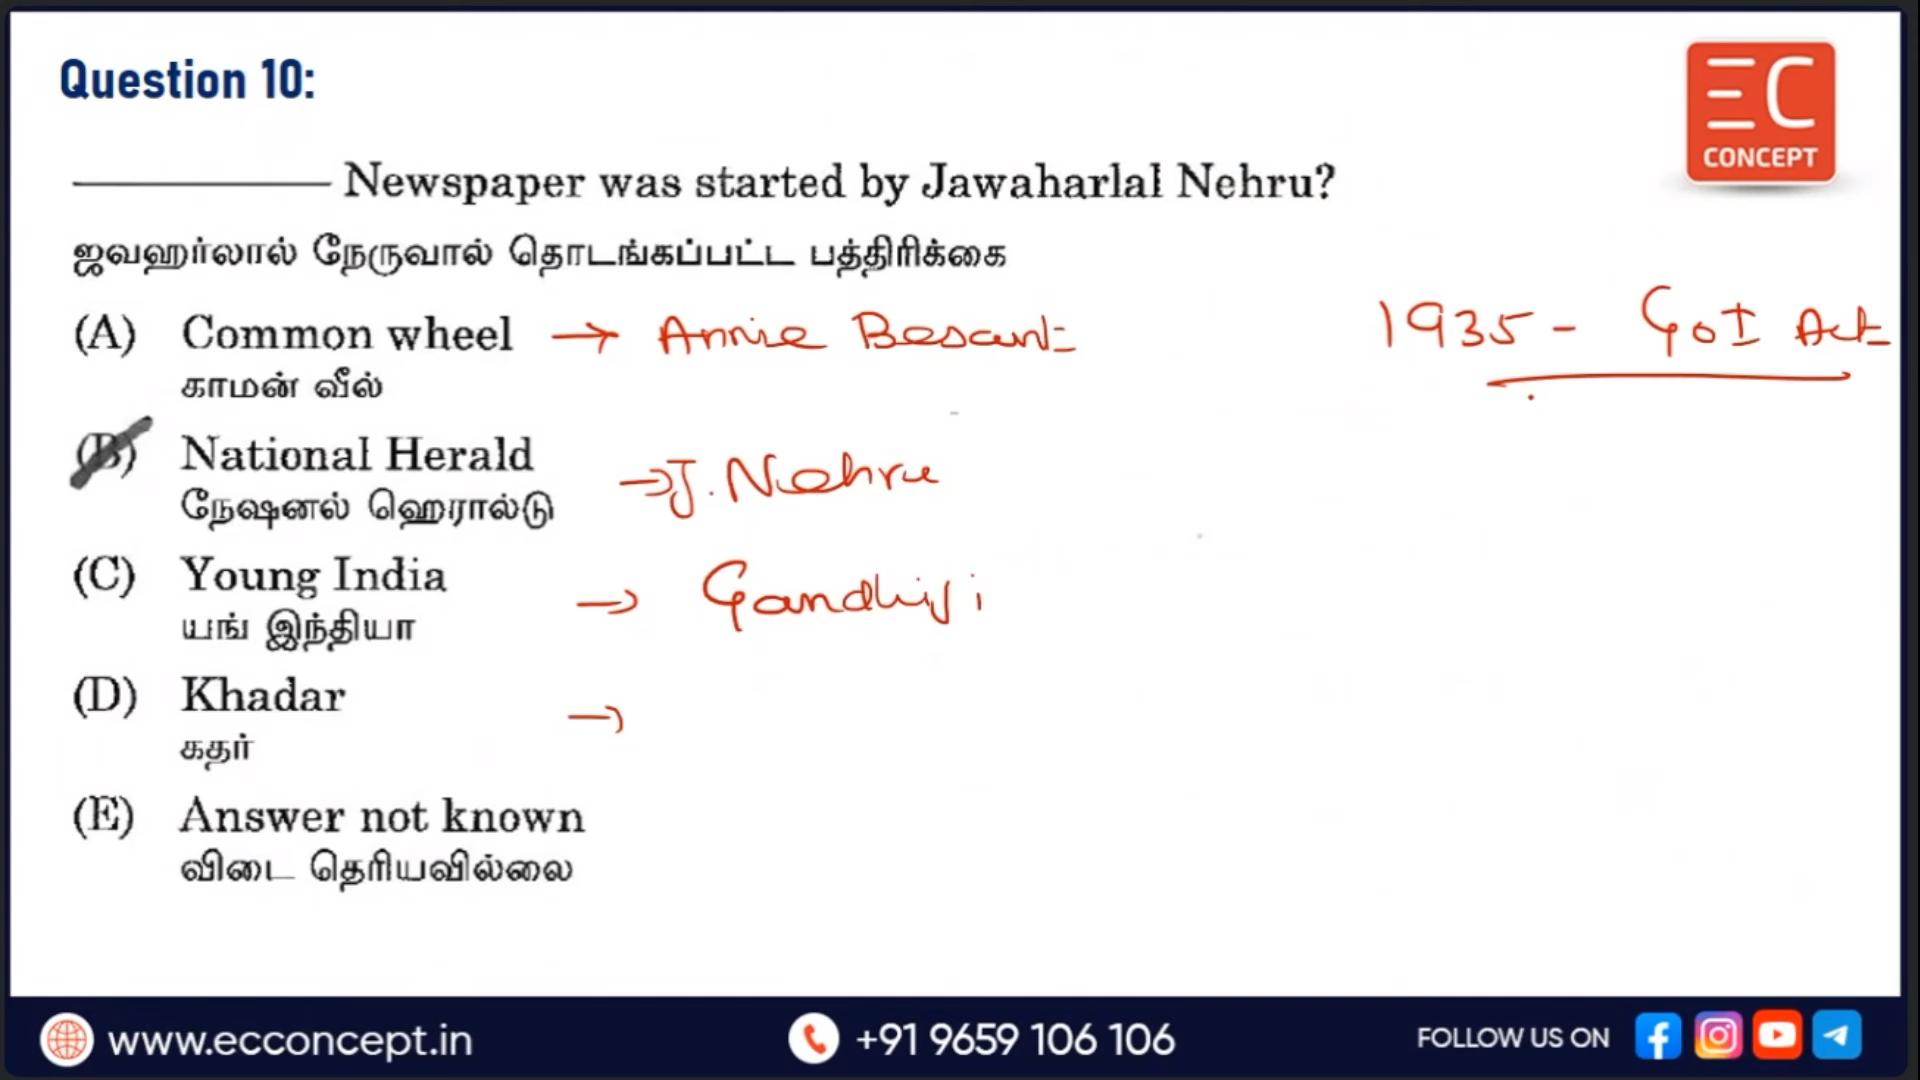 Question 10:
EC
CONCEPT
Newspaper was started by Jawaharlal Nehru?
ஜவஹர்லால் நேருவால் தொடங்கப்பட்ட பத்திரிக்கை
(A) Common wheel → Annie Besant
காமன் வீல்
1935 - GoI Act
(B) National Herald → J. Nehru
நேஷனல் ஹெரால்டு
(C) Young India → Gandhiji
யங் இந்தியா
(D) Khadar →
கதர்
(E) Answer not known
விடை தெரியவில்லை
www.ecconcept.in +91 9659 106 106 FOLLOW US ON